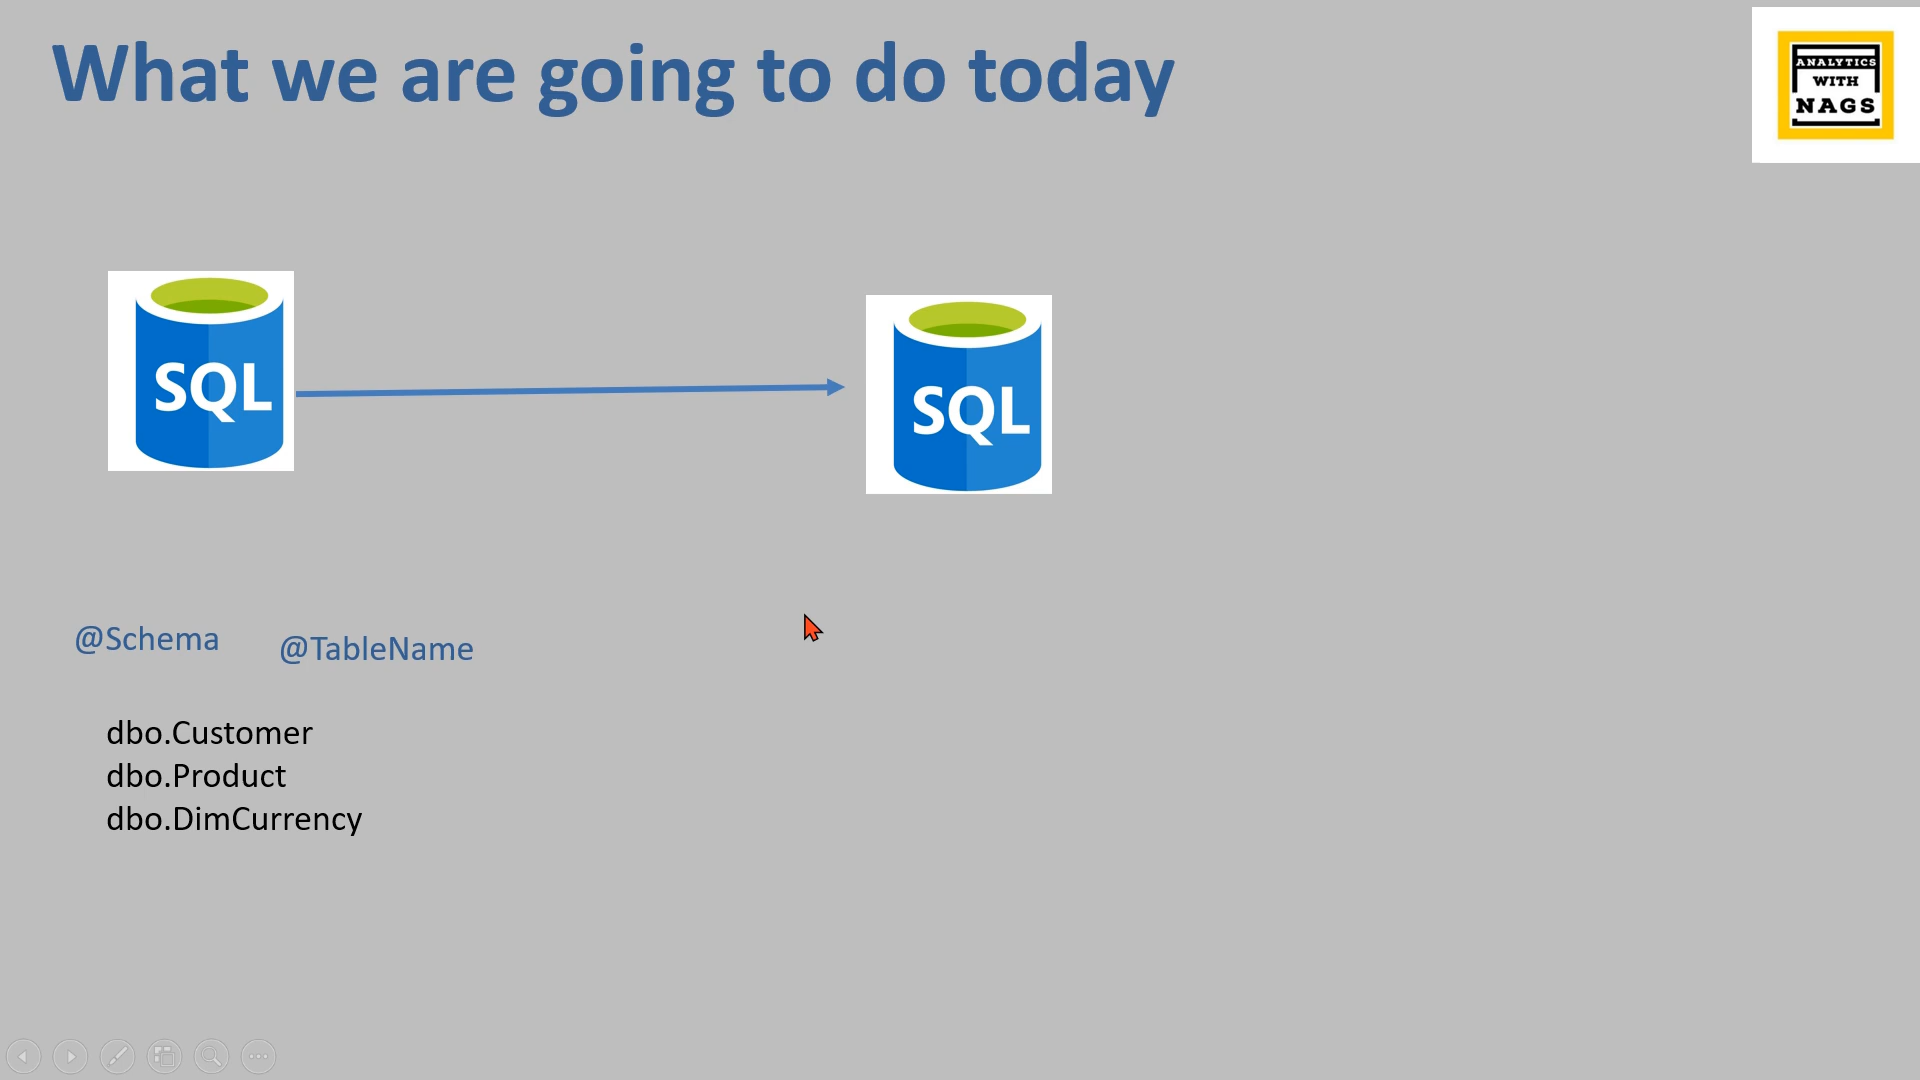 What we are going to do today
ANALYTICS
WITH
NAGS
SQL
SQL
@Schema
@TableName
dbo.Customer
dbo.Product
dbo.DimCurrency